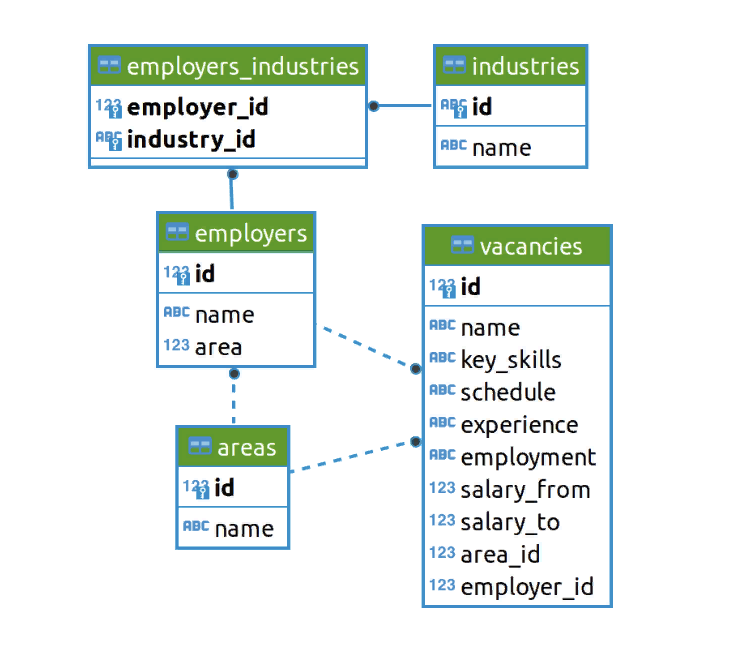 employers_industries
123 employer_id
ABC industry_id
industries
ABC id
ABC name
employers
123 id
ABC name
123 area
areas
123 id
ABC name
vacancies
123 id
ABC name
ABC key_skills
ABC schedule
ABC experience
ABC employment
123 salary_from
123 salary_to
123 area_id
123 employer_id